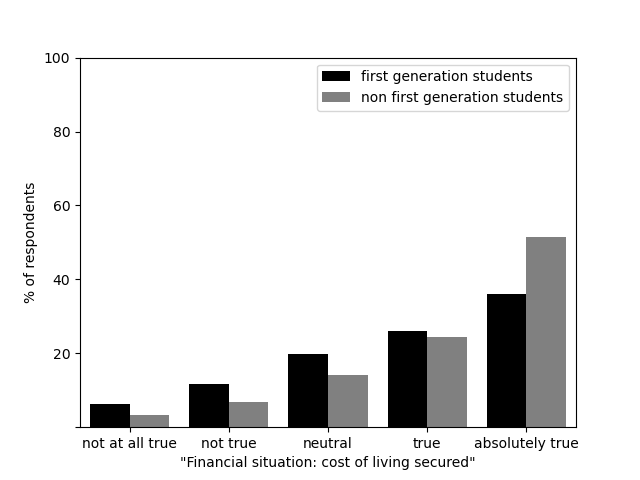 100
80
60
40
20
% of respondents
first generation students
non first generation students
not at all true
not true
neutral
true
absolutely true
"Financial situation: cost of living secured"